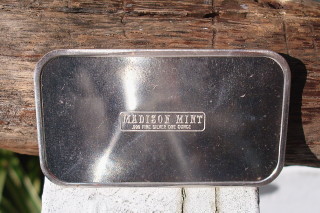 MADISON MINT
.999 FINE SILVER ONE OUNCE